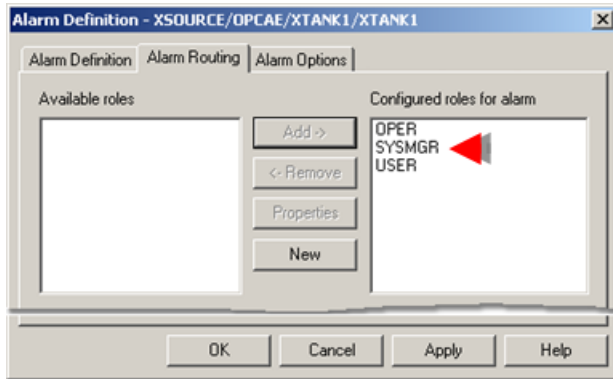 Alarm Definition - XSOURCE/OPCAE/XTANK1/XTANK1
Alarm Definition
Alarm Routing
Alarm Options
Available roles
Configured roles for alarm
Add ->
<- Remove
Properties
New
OPER
SYSMGR
USER
OK
Cancel
Apply
Help